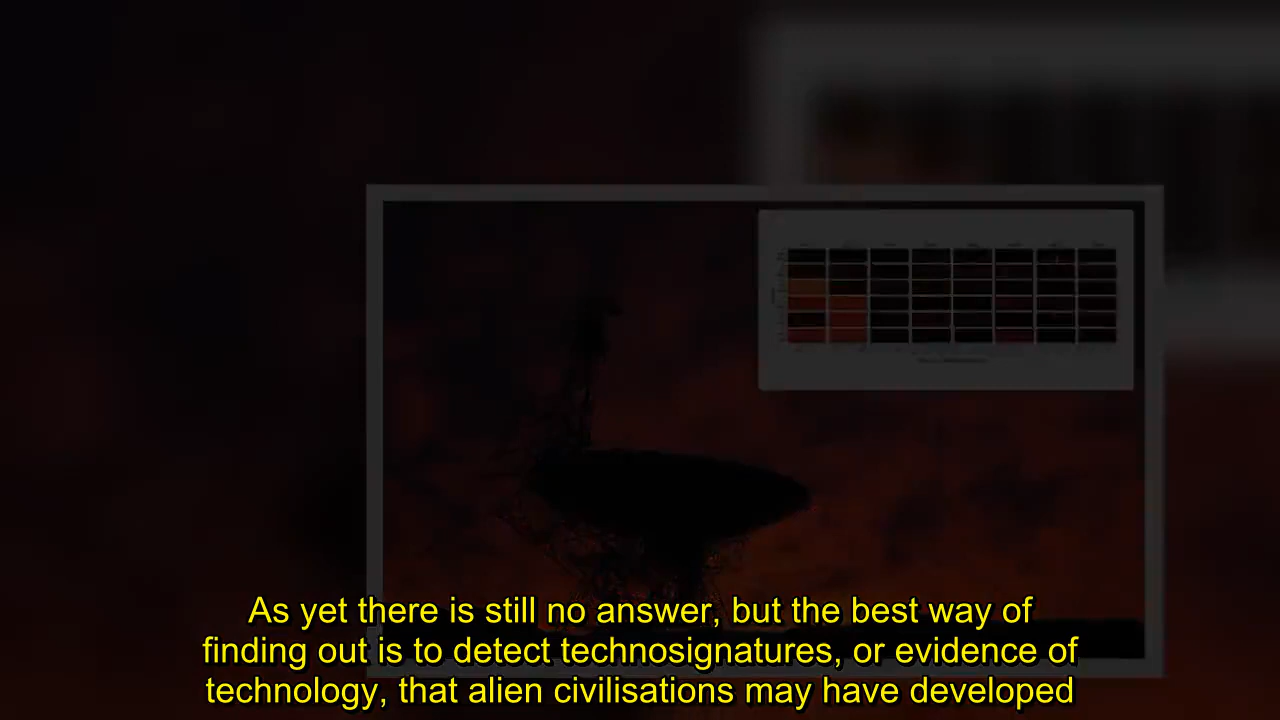 As yet there is still no answer, but the best way of
finding out is to detect technosignatures, or evidence of
technology, that alien civilisations may have developed